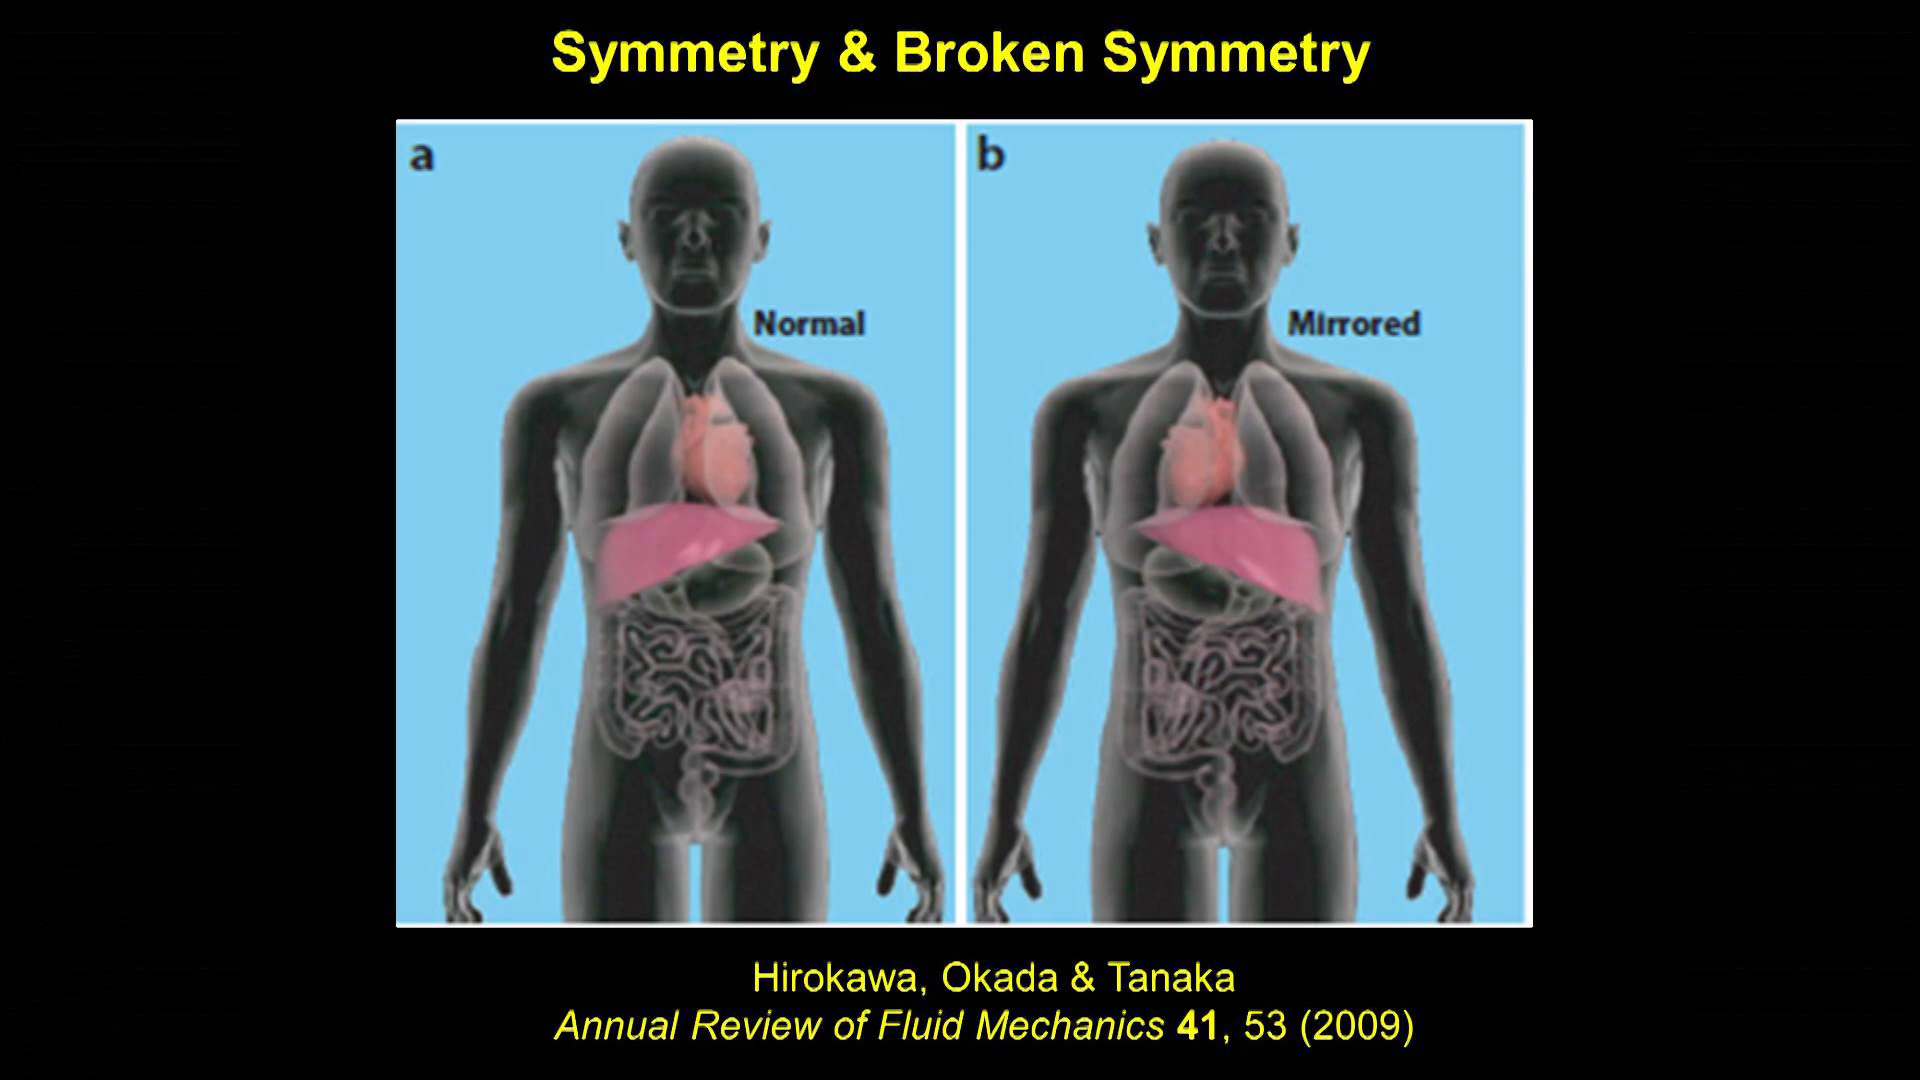 Symmetry & Broken Symmetry
a
b
Normal
Mirrored
Hirokawa, Okada & Tanaka
Annual Review of Fluid Mechanics 41, 53 (2009)